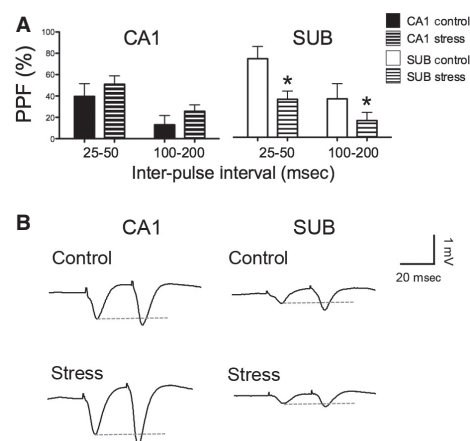 A
CA1
SUB
CA1 control
CA1 stress
SUB control
SUB stress
PPF (%)
100
80
60
40
20
0
*
*
25-50
100-200
25-50
100-200
Inter-pulse interval (msec)
B
CA1
SUB
Control
Control
1 mV
20 msec
Stress
Stress